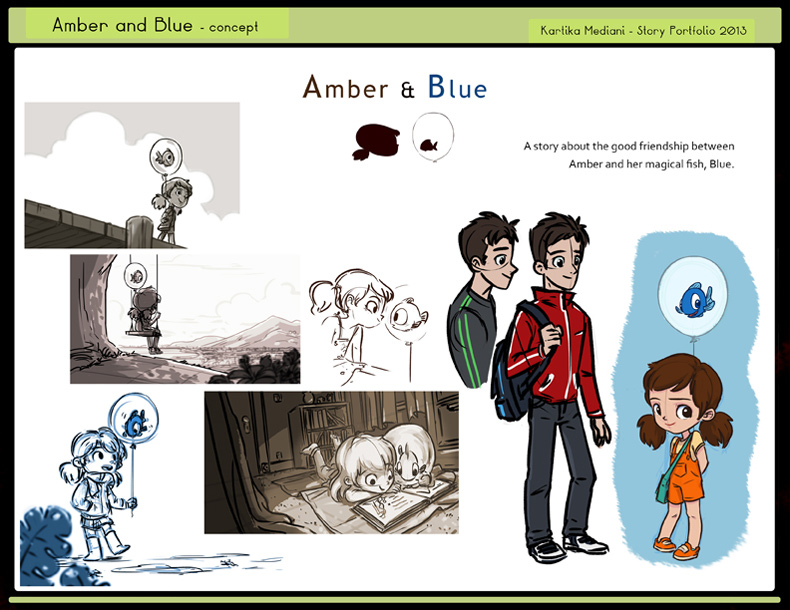 Amber and Blue - concept
Kartika Mediani - Story Portfolio 2013
Amber & Blue
A story about the good friendship between
Amber and her magical fish, Blue.